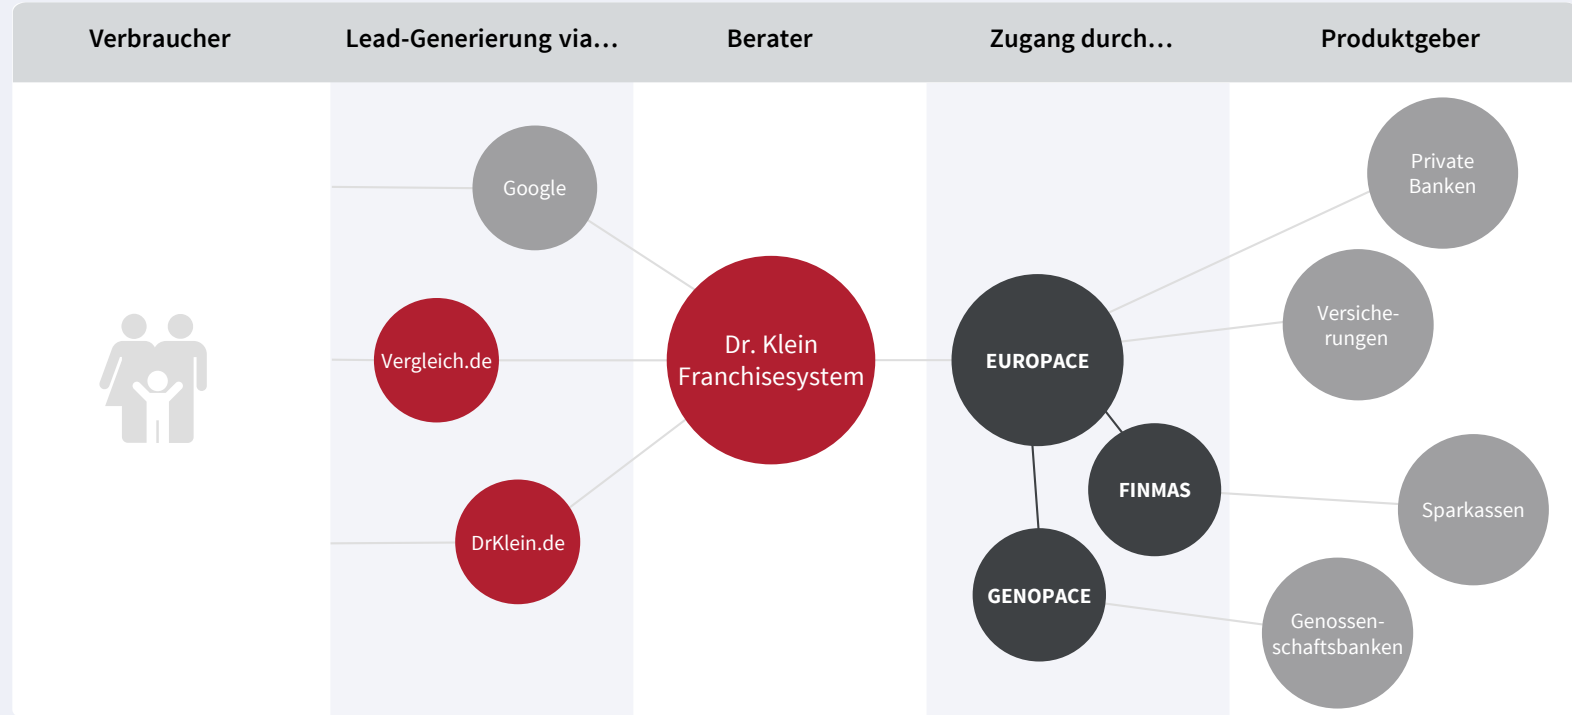 Verbraucher
Lead-Generierung via...
Berater
Zugang durch...
Produktgeber
Google
Vergleich.de
DrKlein.de
Dr. Klein
Franchisesystem
EUROPACE
FINMAS
GENOPACE
Private
Banken
Versiche-
rungen
Sparkassen
Genossen-
schaftsbanken